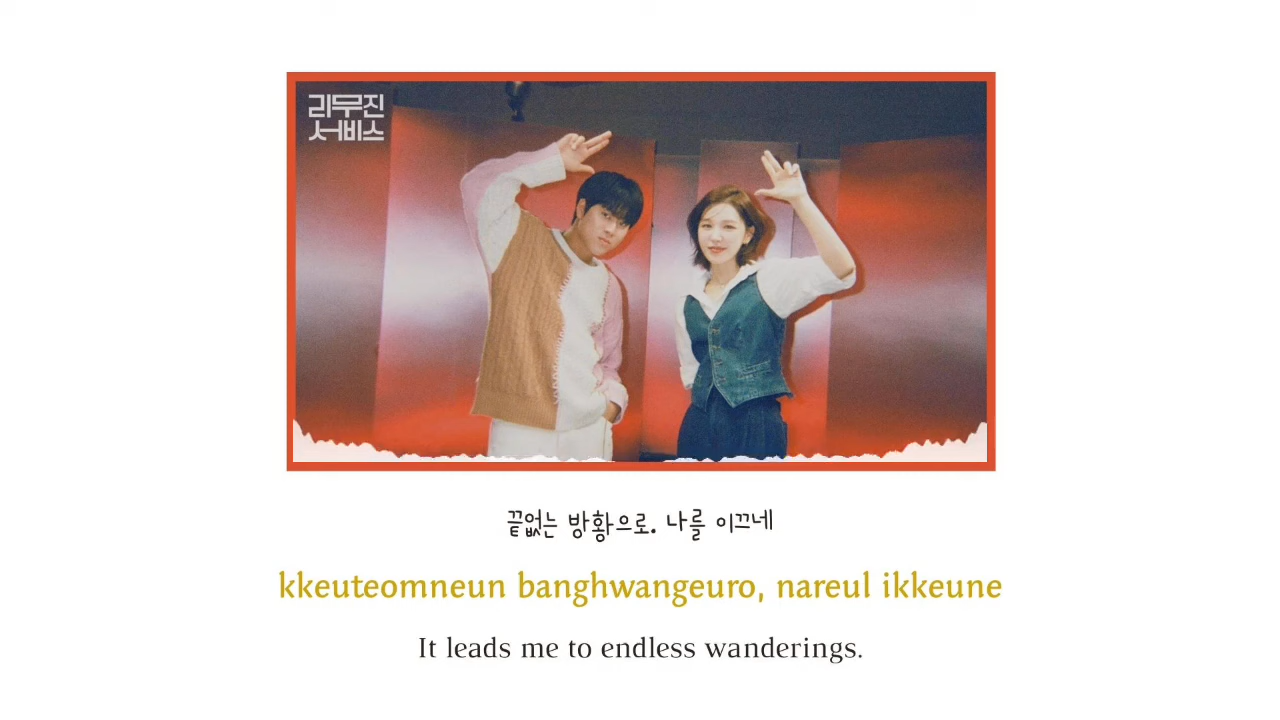 리무진
서비스
끝없는 방황으로. 나를 이끄네
kkeuteomneun banghwangeuro, nareul ikkeune
It leads me to endless wanderings.